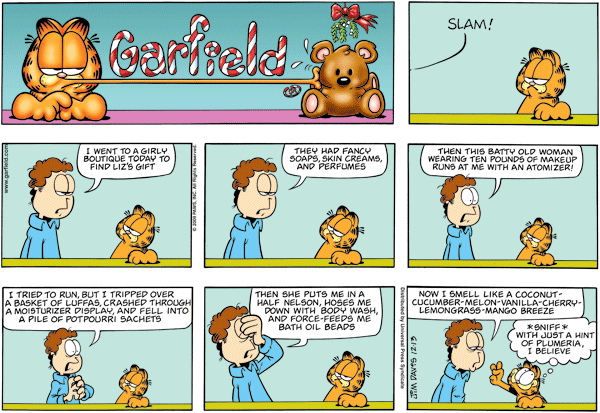 Garfield
SLAM!
I WENT TO A GIRLY
BOUTIQUE TODAY TO
FIND LIZ'S GIFT
www.garfield.com
THEY HAD FANCY
SOAPS, SKIN CREAMS,
AND PERFUMES
THEN THIS BATTY OLD WOMAN
WEARING TEN POUNDS OF MAKEUP
RUNS AT ME WITH AN ATOMIZER!
I TRIED TO RUN, BUT I TRIPPED OVER
A BASKET OF LUFFAS, CRASHED THROUGH
A MOISTURIZER DISPLAY, AND FELL INTO
A PILE OF POTPOURRI SACHETS
THEN SHE PUTS ME IN A
HALF NELSON, HOSES ME
DOWN WITH BODY WASH,
AND FORCE-FEEDS ME
BATH OIL BEADS
Distributed by Universal Press Syndicate
NOW I SMELL LIKE A COCONUT-
CUCUMBER-MELON-VANILLA-CHERRY-
LEMONGRASS-MANGO BREEZE
*SNIFF*
WITH JUST A HINT
OF PLUMERIA,
I BELIEVE
JIM DAVIS 12/13